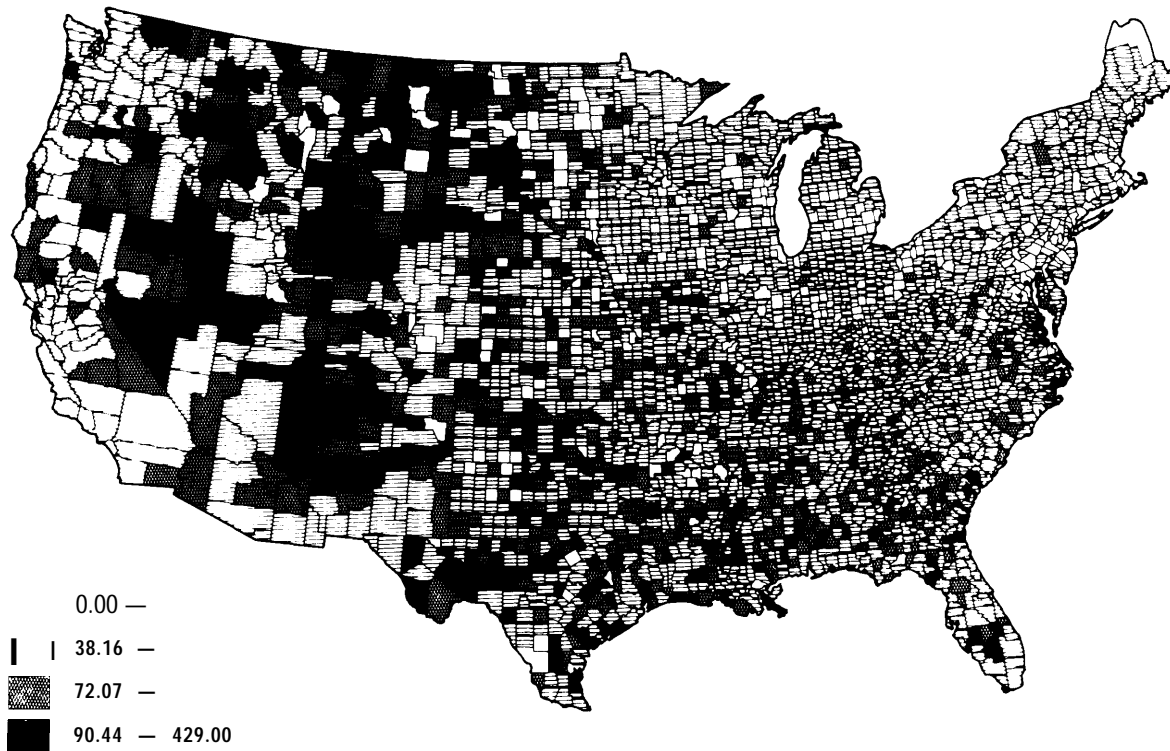 0.00 —
38.16 —
72.07 —
90.44 — 429.00